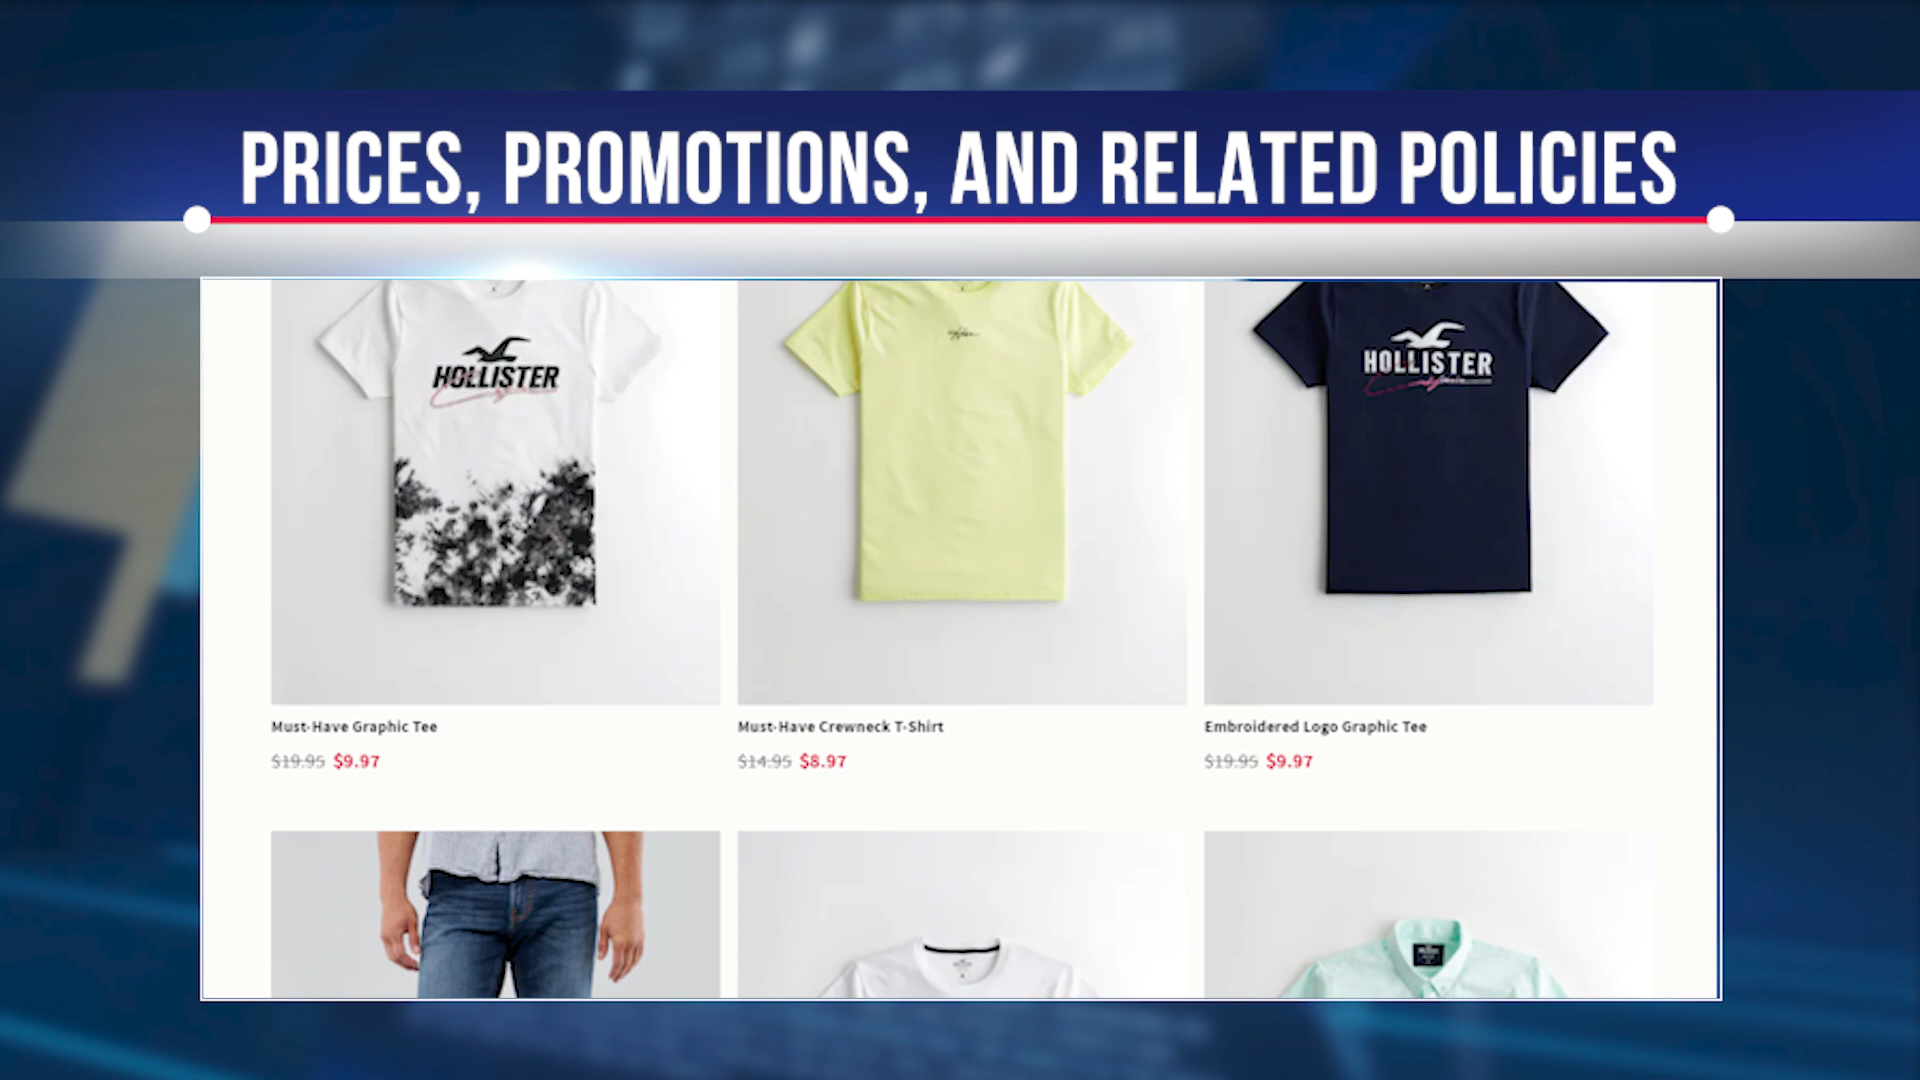 PRICES, PROMOTIONS, AND RELATED POLICIES
HOLLISTER
HOLLISTER
Must-Have Graphic Tee
Must-Have Crewneck T-Shirt
Embroidered Logo Graphic Tee
$19.95 $9.97
$14.95 $8.97
$19.95 $9.97